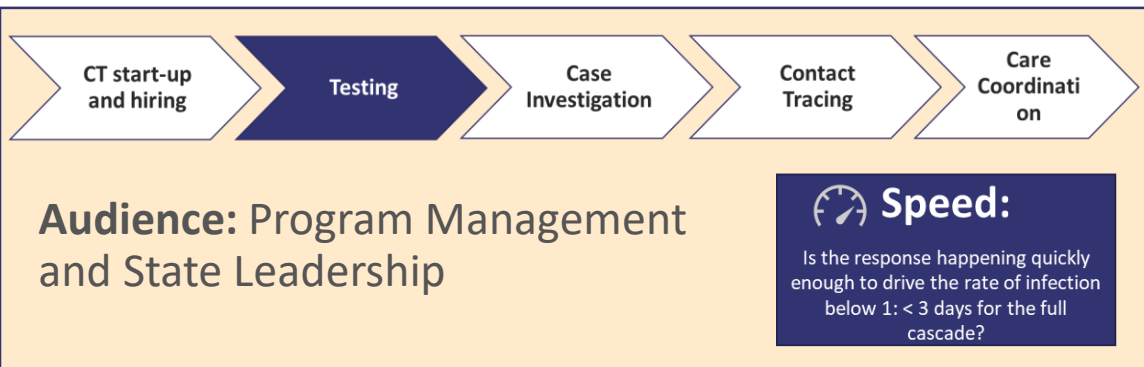 CT start-up
and hiring
Testing
Case
Investigation
Contact
Tracing
Care
Coordinati
on
Audience: Program Management
and State Leadership
Speed:
Is the response happening quickly
enough to drive the rate of infection
below 1: < 3 days for the full
cascade?